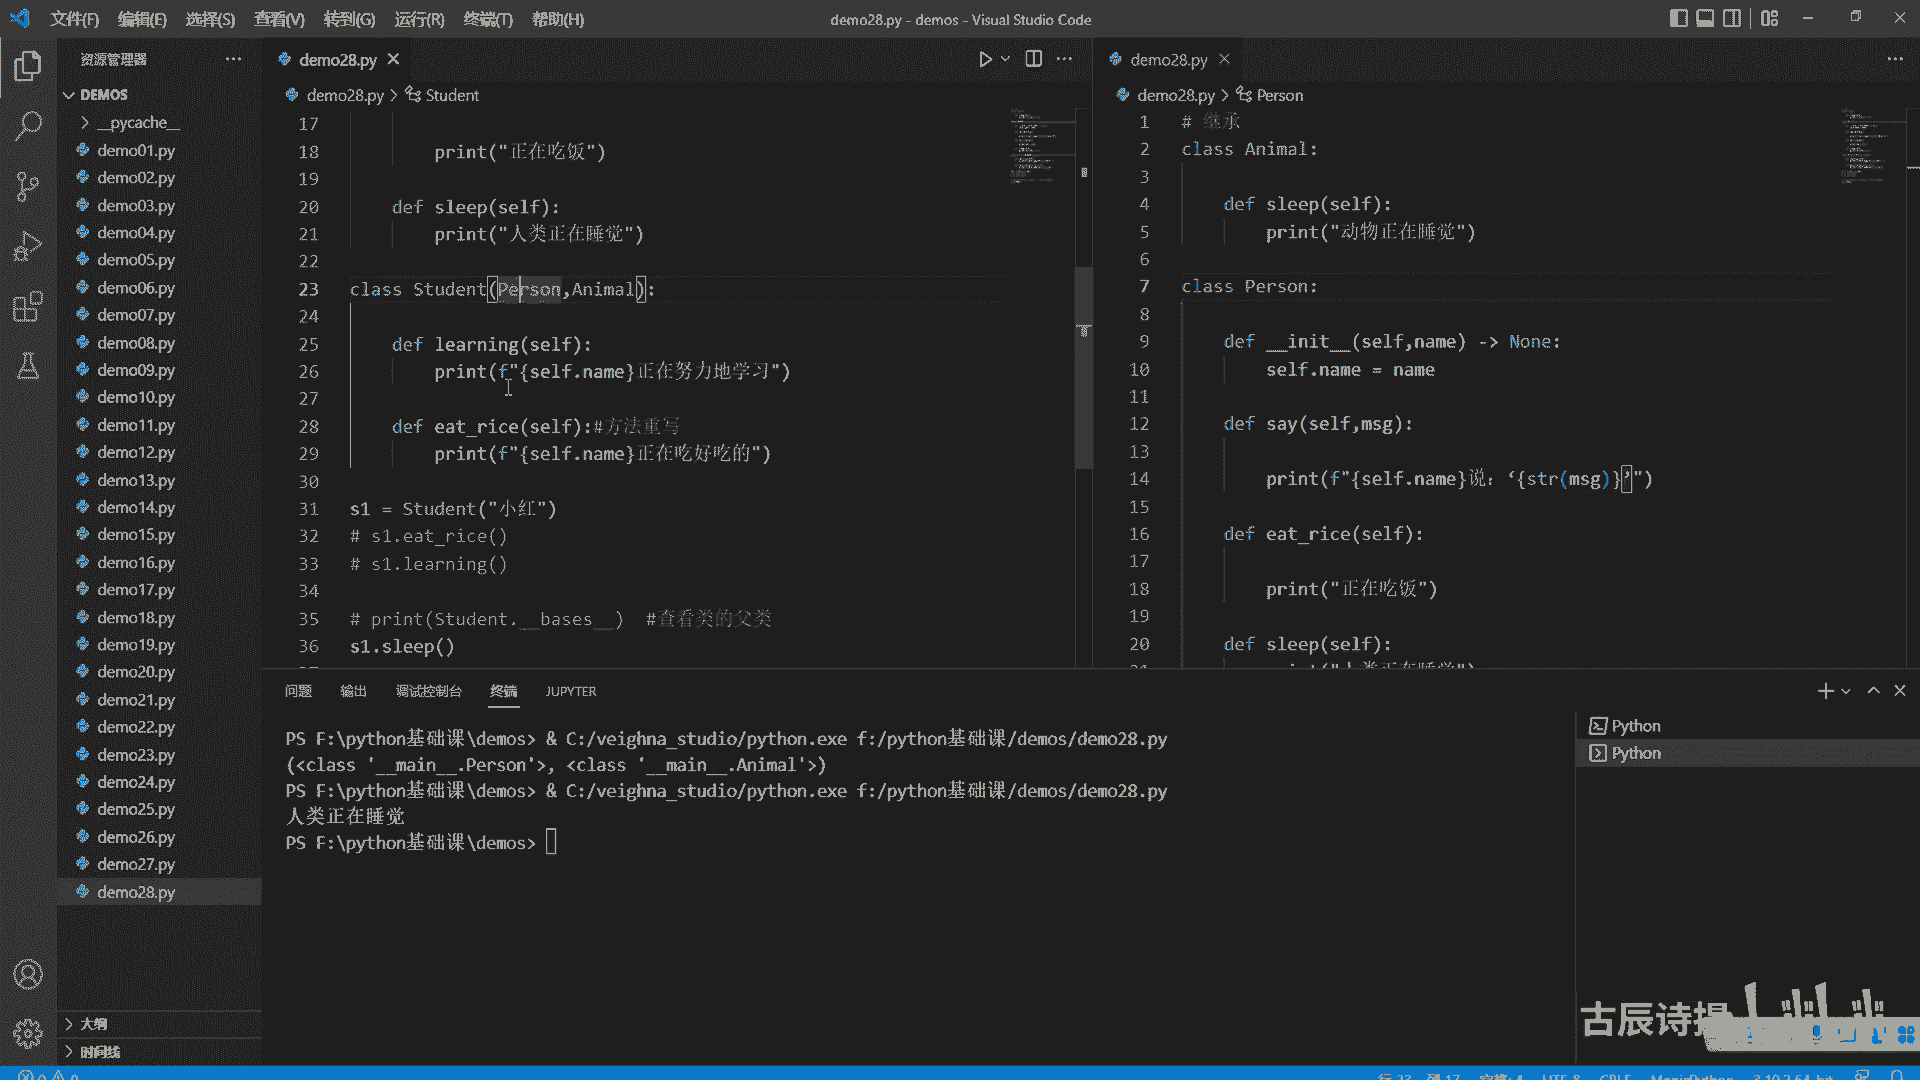 文件(F) 编辑(E) 选择(S) 查看(V) 转到(G) 运行(R) 终端(T) 帮助(H) demo28.py - demos - Visual Studio Code
资源管理器
DEMOS
__pycache__
demo01.py
demo02.py
demo03.py
demo04.py
demo05.py
demo06.py
demo07.py
demo08.py
demo09.py
demo10.py
demo11.py
demo12.py
demo13.py
demo14.py
demo15.py
demo16.py
demo17.py
demo18.py
demo19.py
demo20.py
demo21.py
demo22.py
demo23.py
demo24.py
demo25.py
demo26.py
demo27.py
demo28.py
大纲
时间线
demo28.py
demo28.py > Student
17
18 print("正在吃饭")
19
20 def sleep(self):
21 print("人类正在睡觉")
22
23 class Student(Person,Animal):
24
25 def learning(self):
26 print(f"{self.name}正在努力地学习")
27
28 def eat_rice(self):#方法重写
29 print(f"{self.name}正在吃好吃的")
30
31 s1 = Student("小红")
32 # s1.eat_rice()
33 # s1.learning()
34
35 # print(Student.__bases__) #查看类的父类
36 s1.sleep()
demo28.py
demo28.py > Person
1 # 继承
2 class Animal:
3
4 def sleep(self):
5 print("动物正在睡觉")
6
7 class Person:
8
9 def __init__(self,name) -> None:
10 self.name = name
11
12 def say(self,msg):
13
14 print(f"{self.name}说：‘{str(msg)}’")
15
16 def eat_rice(self):
17
18 print("正在吃饭")
19
20 def sleep(self):
问题 输出 调试控制台 终端 JUPYTER
PS F:\python基础课\demos> & C:/veighna_studio/python.exe f:/python基础课/demos/demo28.py
(<class '__main__.Person'>, <class '__main__.Animal'>)
PS F:\python基础课\demos> & C:/veighna_studio/python.exe f:/python基础课/demos/demo28.py
人类正在睡觉
PS F:\python基础课\demos>
Python
Python
古辰诗提